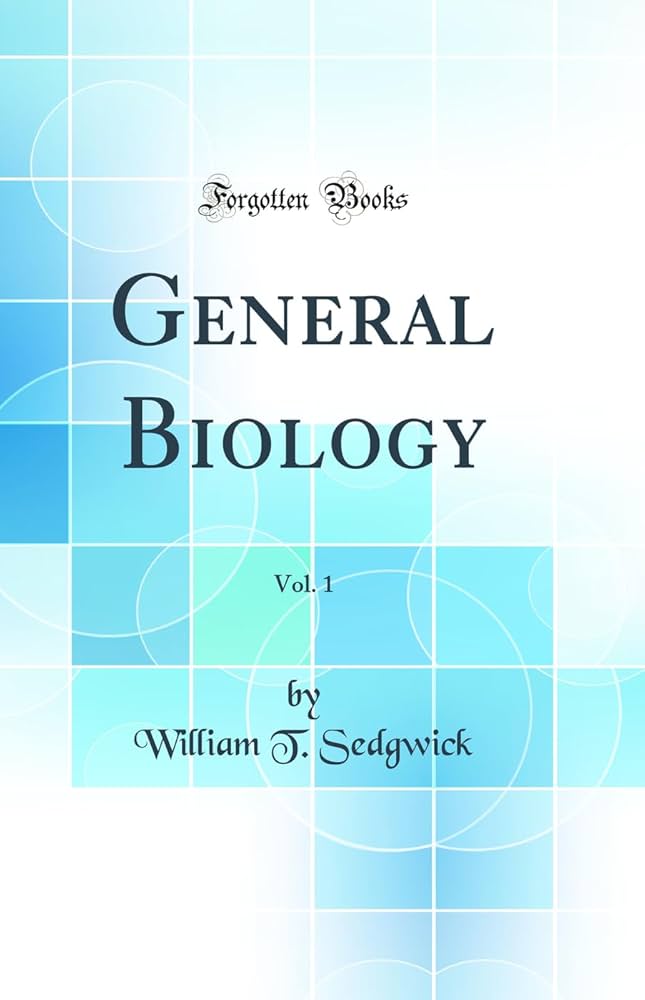 Forgotten Books
GENERAL
BIOLOGY
Vol. 1
by
William T. Sedgwick